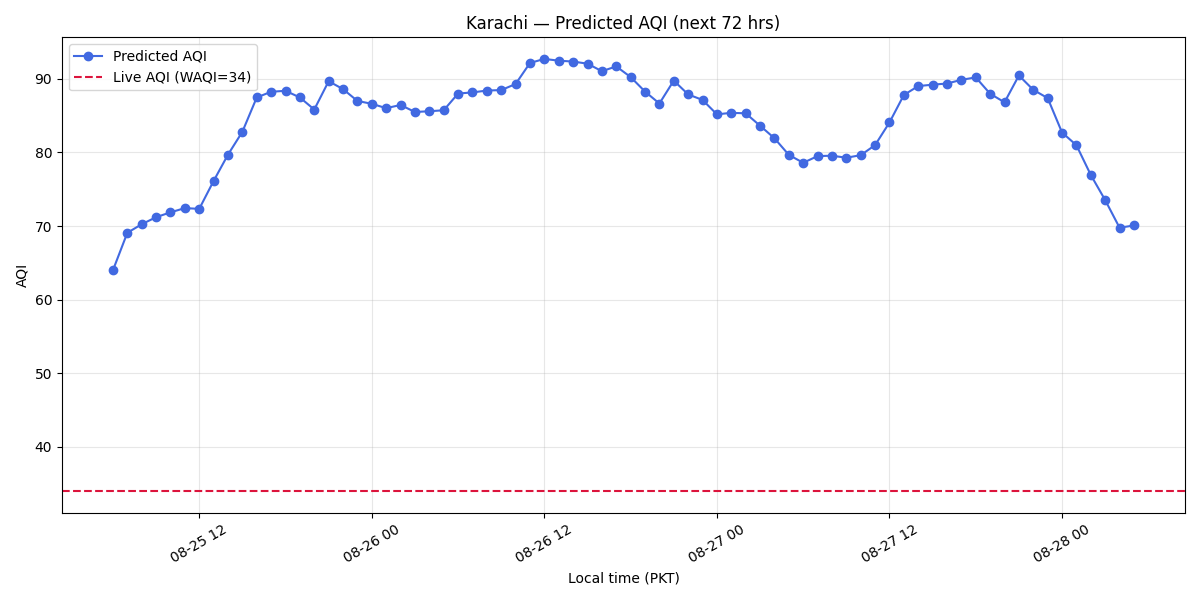 Karachi — Predicted AQI (next 72 hrs)
Predicted AQI
Live AQI (WAQI=34)
AQI
90
80
70
60
50
40
08-25 12
08-26 00
08-26 12
08-27 00
08-27 12
08-28 00
Local time (PKT)